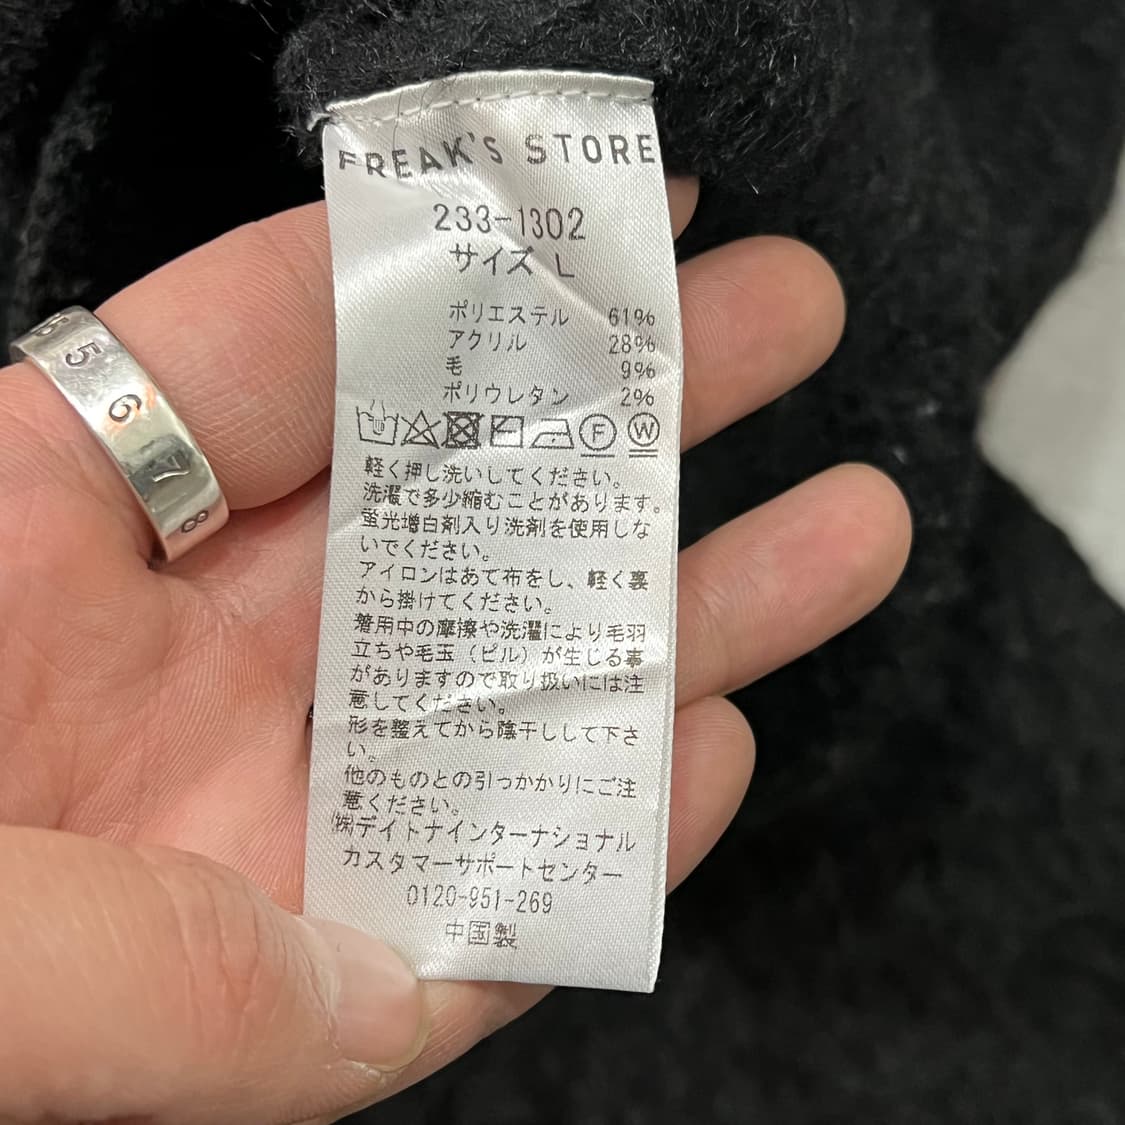 FREAK'S STORE
233-1302
サイズ L
ポリエステル 61%
アクリル 28%
毛 9%
ポリウレタン 2%
F W
軽く押し洗いしてください。
洗濯で多少縮むことがあります。
蛍光増白剤入り洗剤を使用しな
いでください。
アイロンはあて布をし、軽く裏
から掛けてください。
着用中の摩擦や洗濯により毛羽
立ちや毛玉（ピル）が生じる事
がありますので取り扱いには注
意してください。
形を整えてから陰干しして下さ
い。
他のものとの引っかかりにご注
意ください。
㈱デイトナインターナショナル
カスタマーサポートセンター
0120-951-269
中国製
5
6
7
8